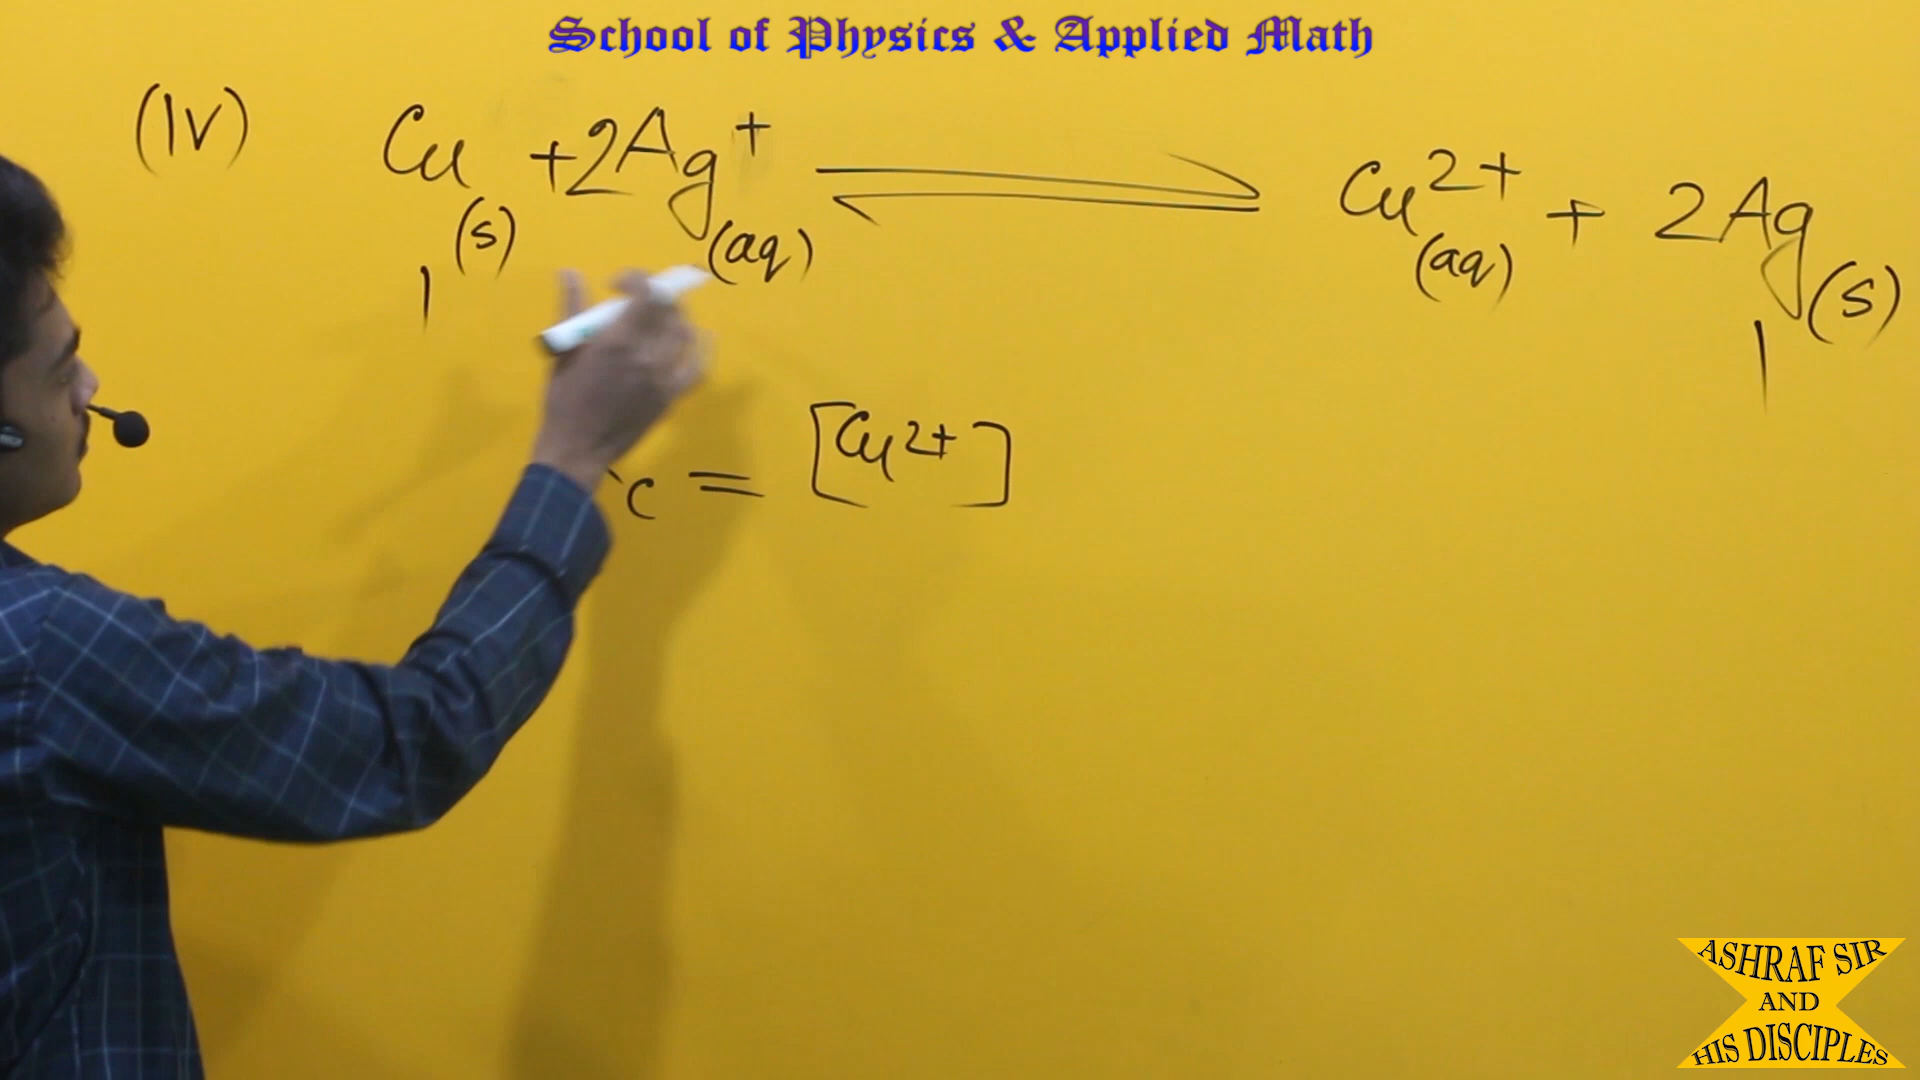 School of Physics & Applied Math
(iv) Cu(s) + 2Ag⁺(aq) ⇌ Cu²⁺(aq) + 2Ag(s)
1 1
c = [Cu²⁺]
ASHRAF SIR
AND
HIS DISCIPLES